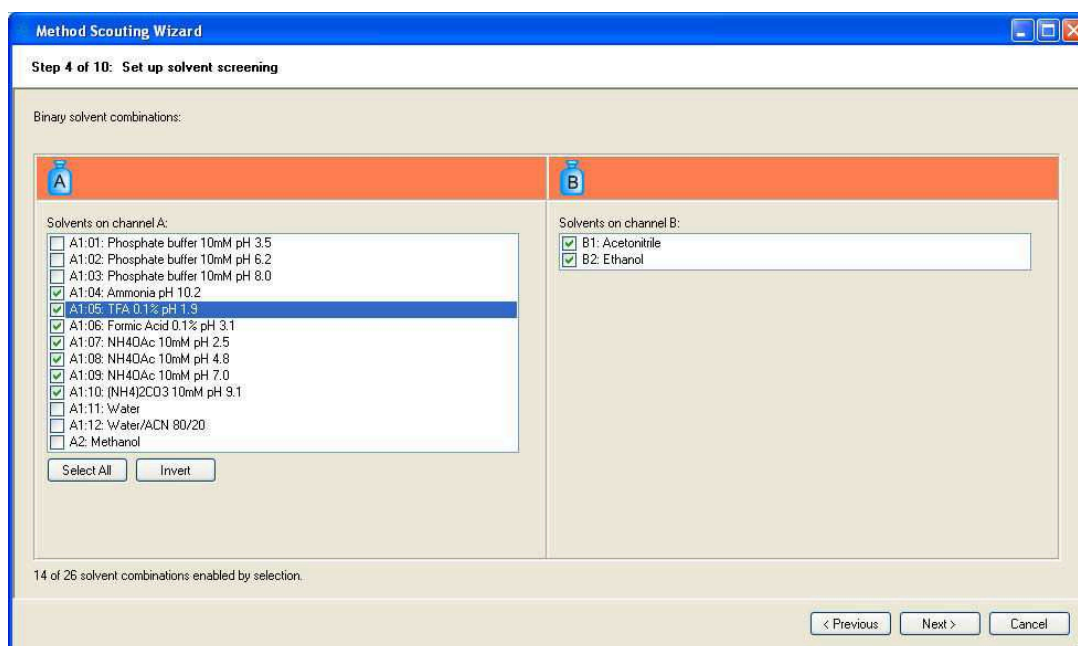 Method Scouting Wizard
Step 4 of 10: Set up solvent screening
Binary solvent combinations:
A
B
Solvents on channel A:
A1:01: Phosphate buffer 10mM pH 3.5
A1:02: Phosphate buffer 10mM pH 6.2
A1:03: Phosphate buffer 10mM pH 8.0
A1:04: Ammonia pH 10.2
A1:05: TFA 0.1% pH 1.9
A1:06: Formic Acid 0.1% pH 3.1
A1:07: NH4OAc 10mM pH 2.5
A1:08: NH4OAc 10mM pH 4.8
A1:09: NH4OAc 10mM pH 7.0
A1:10: (NH4)2CO3 10mM pH 9.1
A1:11: Water
A1:12: Water/ACN 80/20
A2: Methanol
Select All Invert
Solvents on channel B:
B1: Acetonitrile
B2: Ethanol
14 of 26 solvent combinations enabled by selection.
< Previous Next > Cancel